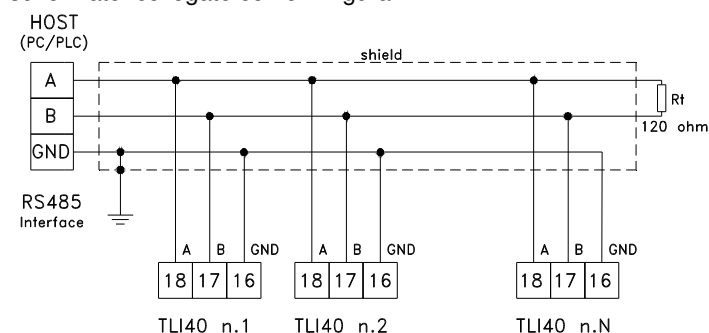 HOST
(PC/PLC)
shield
A
B
GND
Rt
120 ohm
RS485
Interface
A B GND
A B GND
A B GND
18 17 16
18 17 16
18 17 16
TLI40 n.1
TLI40 n.2
TLI40 n.N